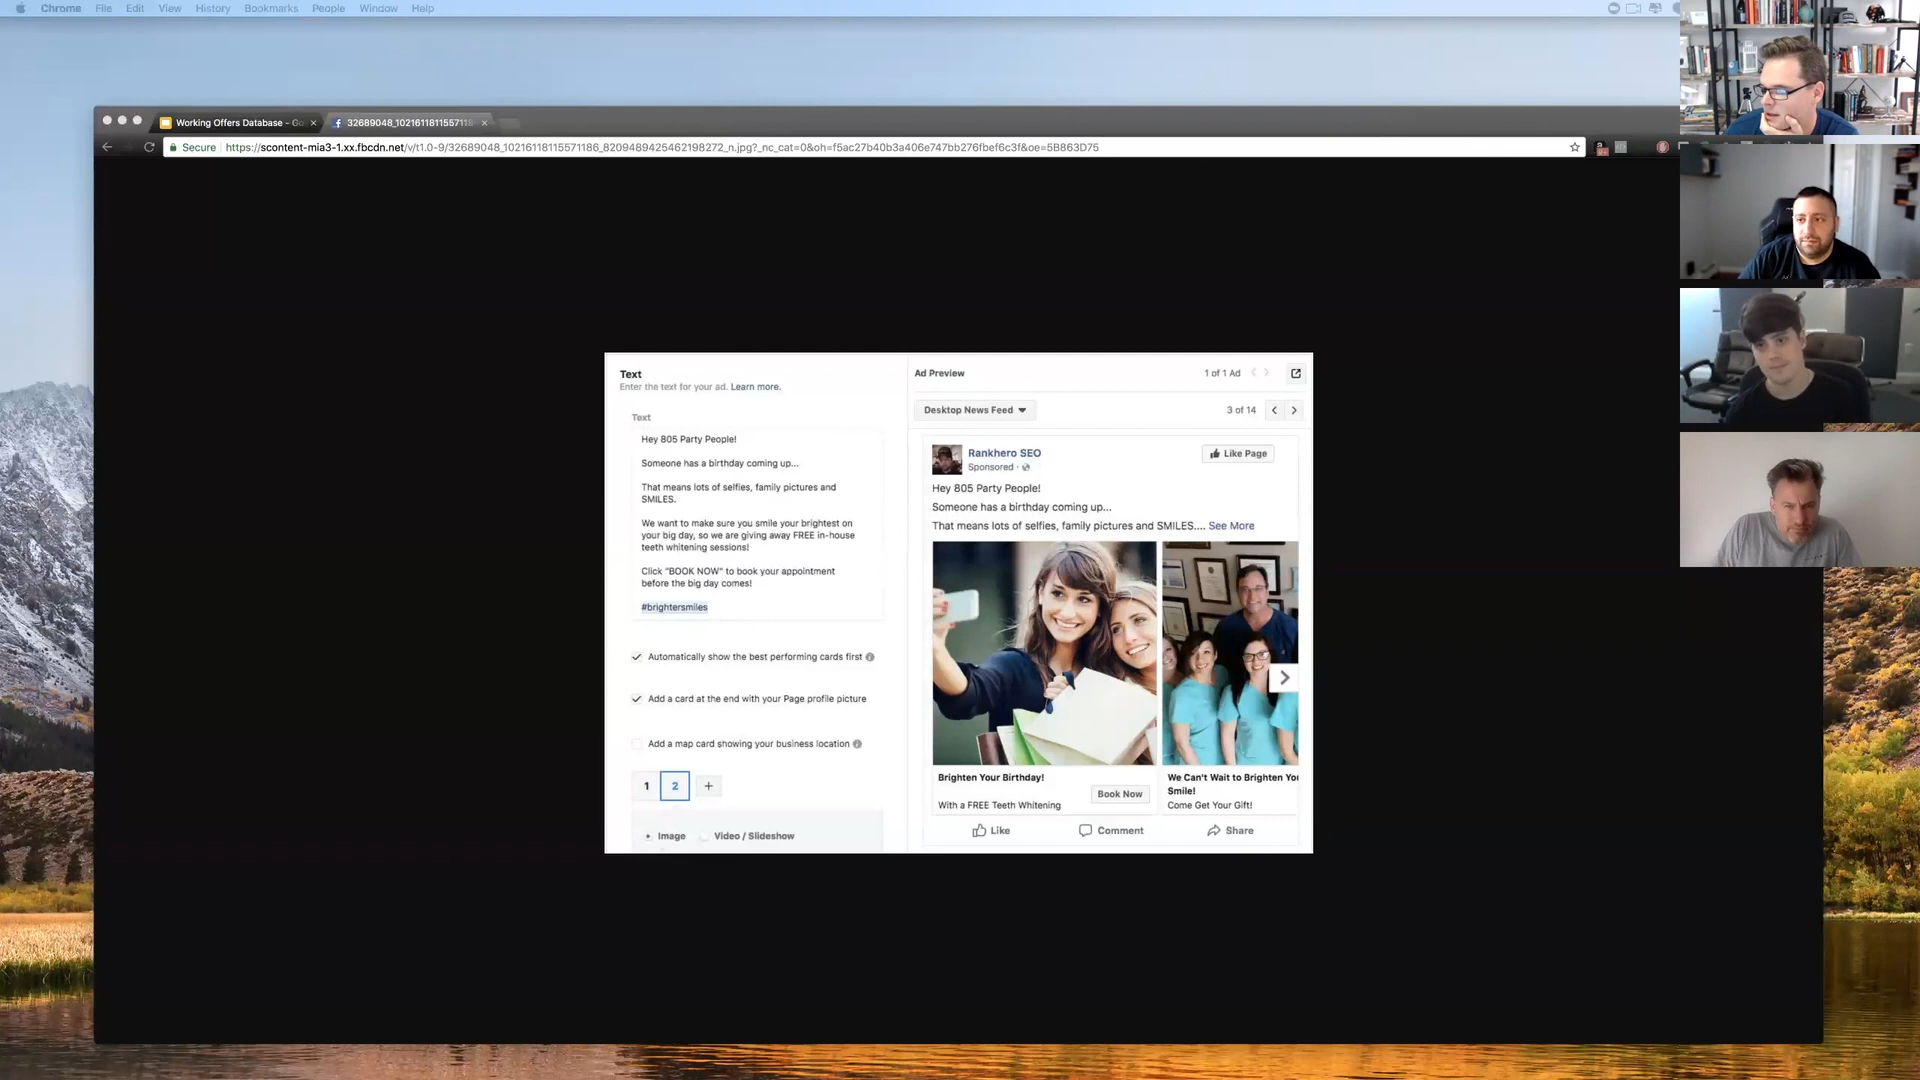 Chrome File Edit View History Bookmarks People Window Help
Working Offers Database - Go
32689048_1021611811557118
Secure https://scontent-mia3-1.xx.fbcdn.net/v/t1.0-9/32689048_10216118115571186_8209489425462198272_n.jpg?_nc_cat=0&oh=f5ac27b40b3a406e747bb276fbef6c3f&oe=5B863D75
Text
Enter the text for your ad. Learn more.
Text
Hey 805 Party People!
Someone has a birthday coming up...
That means lots of selfies, family pictures and
SMILES.
We want to make sure you smile your brightest on
your big day, so we are giving away FREE in-house
teeth whitening sessions!
Click "BOOK NOW" to book your appointment
before the big day comes!
#brightersmiles
Automatically show the best performing cards first
Add a card at the end with your Page profile picture
Add a map card showing your business location
1 2 +
Image Video / Slideshow
Ad Preview 1 of 1 Ad
Desktop News Feed 3 of 14
Rankhero SEO
Sponsored ·
Like Page
Hey 805 Party People!
Someone has a birthday coming up...
That means lots of selfies, family pictures and SMILES.... See More
Brighten Your Birthday!
With a FREE Teeth Whitening
Book Now
We Can't Wait to Brighten You
Smile!
Come Get Your Gift!
Like Comment Share